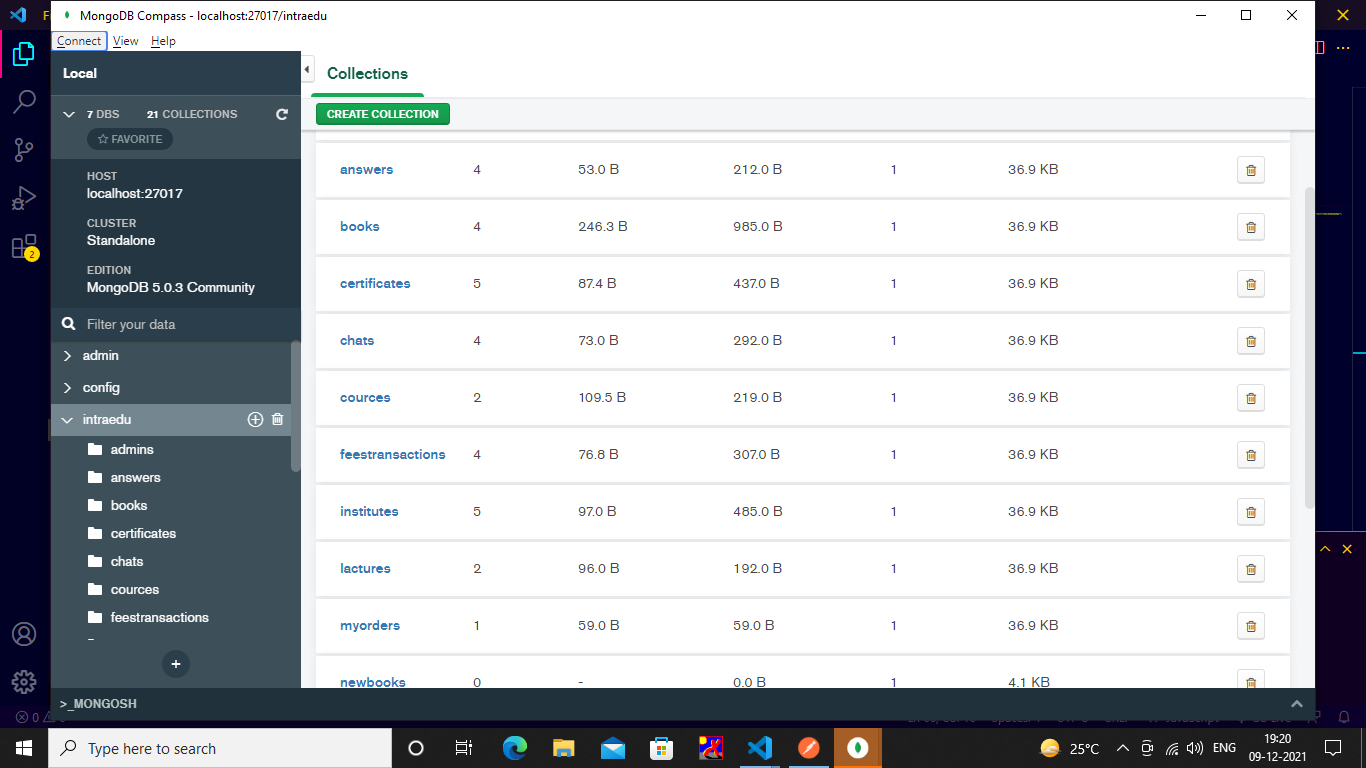 MongoDB Compass - localhost:27017/intraedu
Connect View Help
Local
7 DBS 21 COLLECTIONS
FAVORITE
HOST
localhost:27017
CLUSTER
Standalone
EDITION
MongoDB 5.0.3 Community
Filter your data
admin
config
intraedu
admins
answers
books
certificates
chats
cources
feestransactions
Collections
CREATE COLLECTION
answers 4 53.0 B 212.0 B 1 36.9 KB
books 4 246.3 B 985.0 B 1 36.9 KB
certificates 5 87.4 B 437.0 B 1 36.9 KB
chats 4 73.0 B 292.0 B 1 36.9 KB
cources 2 109.5 B 219.0 B 1 36.9 KB
feestransactions 4 76.8 B 307.0 B 1 36.9 KB
institutes 5 97.0 B 485.0 B 1 36.9 KB
lactures 2 96.0 B 192.0 B 1 36.9 KB
myorders 1 59.0 B 59.0 B 1 36.9 KB
newbooks 0 - 0.0 B 1 4.1 KB
>_MONGOSH
2
0
Type here to search
25°C
ENG
19:20
09-12-2021